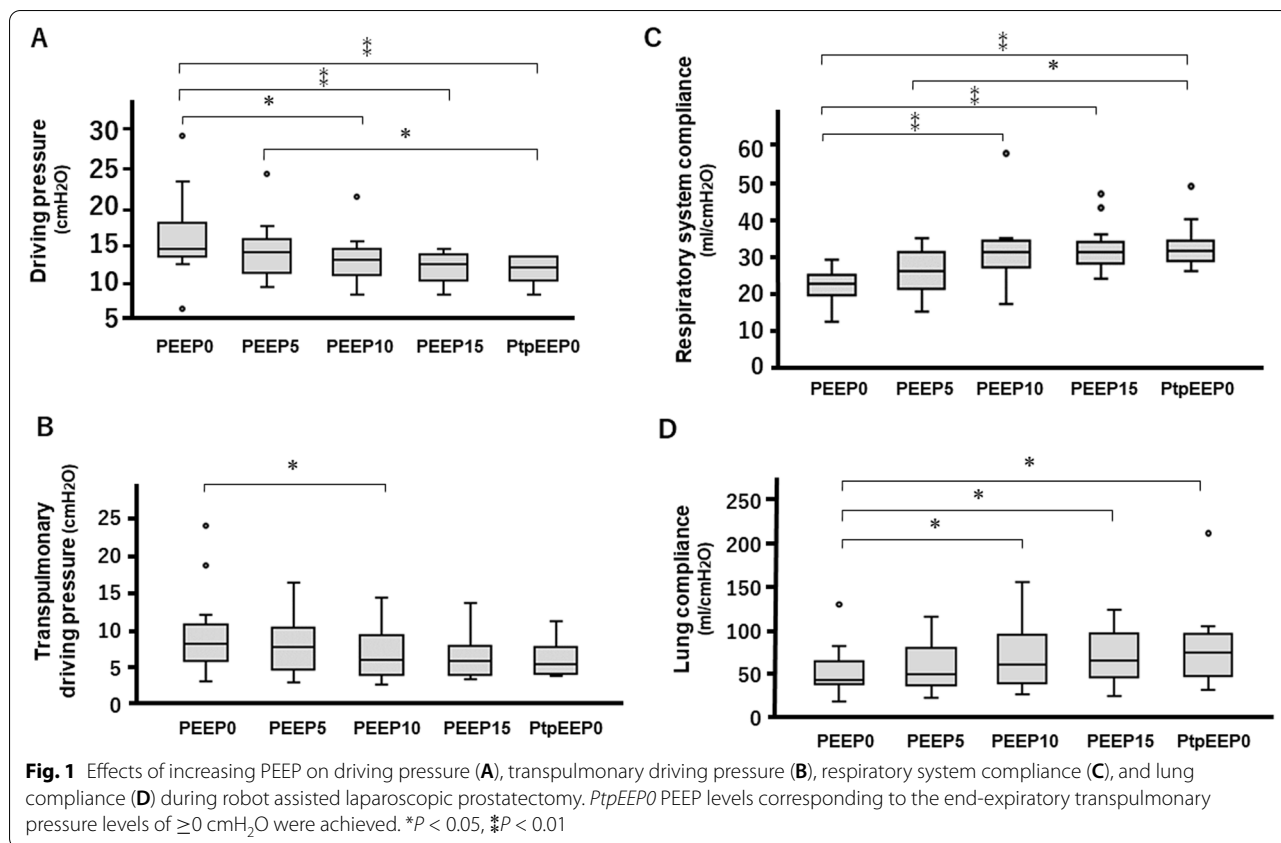 A
⁑
⁑
*
*
Driving pressure
(cmH2O)
30
25
20
15
10
5
PEEP0 PEEP5 PEEP10 PEEP15 PtpEEP0
C
⁑
*
⁑
⁑
Respiratory system compliance
(ml/cmH2O)
60
50
40
30
20
10
0
PEEP0 PEEP5 PEEP10 PEEP15 PtpEEP0
B
*
Transpulmonary
driving pressure (cmH2O)
25
20
15
10
5
0
PEEP0 PEEP5 PEEP10 PEEP15 PtpEEP0
D
*
*
*
Lung compliance
(ml/cmH2O)
250
200
150
100
50
0
PEEP0 PEEP5 PEEP10 PEEP15 PtpEEP0
Fig. 1 Effects of increasing PEEP on driving pressure (A), transpulmonary driving pressure (B), respiratory system compliance (C), and lung
compliance (D) during robot assisted laparoscopic prostatectomy. PtpEEP0 PEEP levels corresponding to the end-expiratory transpulmonary
pressure levels of ≥0 cmH₂O were achieved. *P < 0.05, ⁑P < 0.01